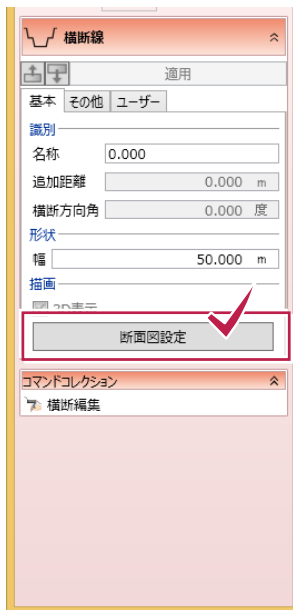 横断線
適用
基本 その他 ユーザー
識別
名称 0.000
追加距離 0.000 m
横断方向角 0.000 度
形状
幅 50.000 m
描画
2D表示
断面図設定
コマンドコレクション
横断編集